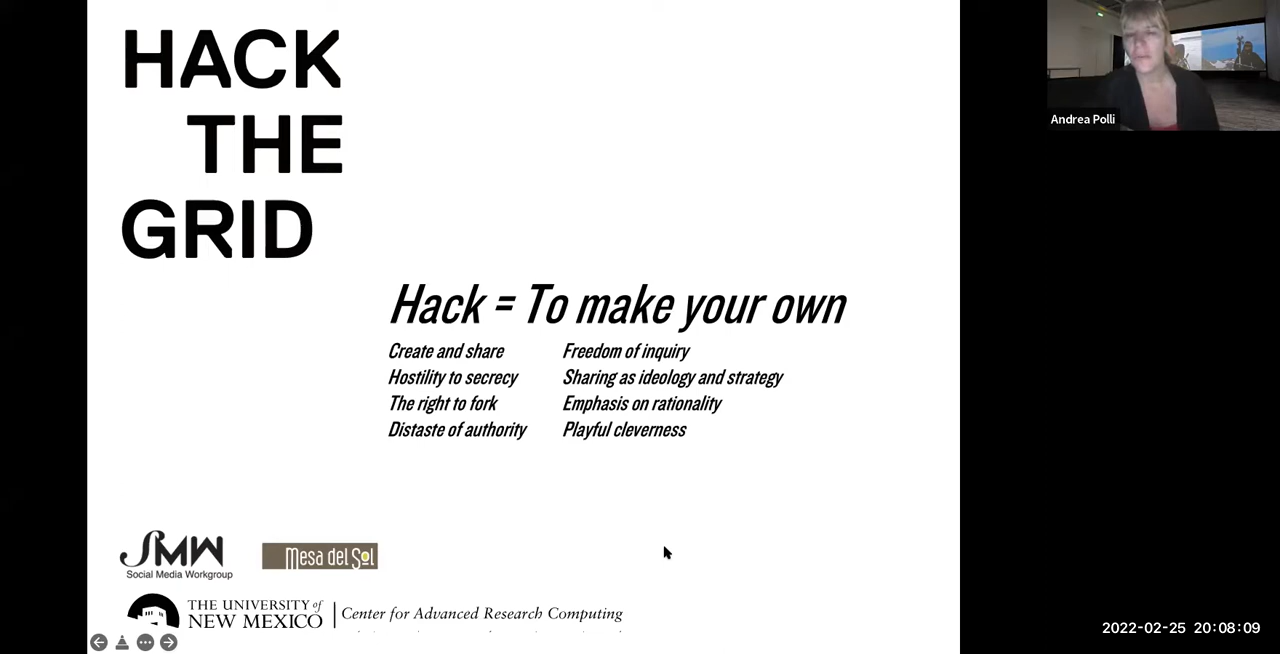 HACK
THE
GRID
Hack = To make your own
Create and share
Hostility to secrecy
The right to fork
Distaste of authority
Freedom of inquiry
Sharing as ideology and strategy
Emphasis on rationality
Playful cleverness
SMW
Social Media Workgroup
Mesa del Sol
THE UNIVERSITY of
NEW MEXICO
Center for Advanced Research Computing
Andrea Polli
2022-02-25 20:08:09